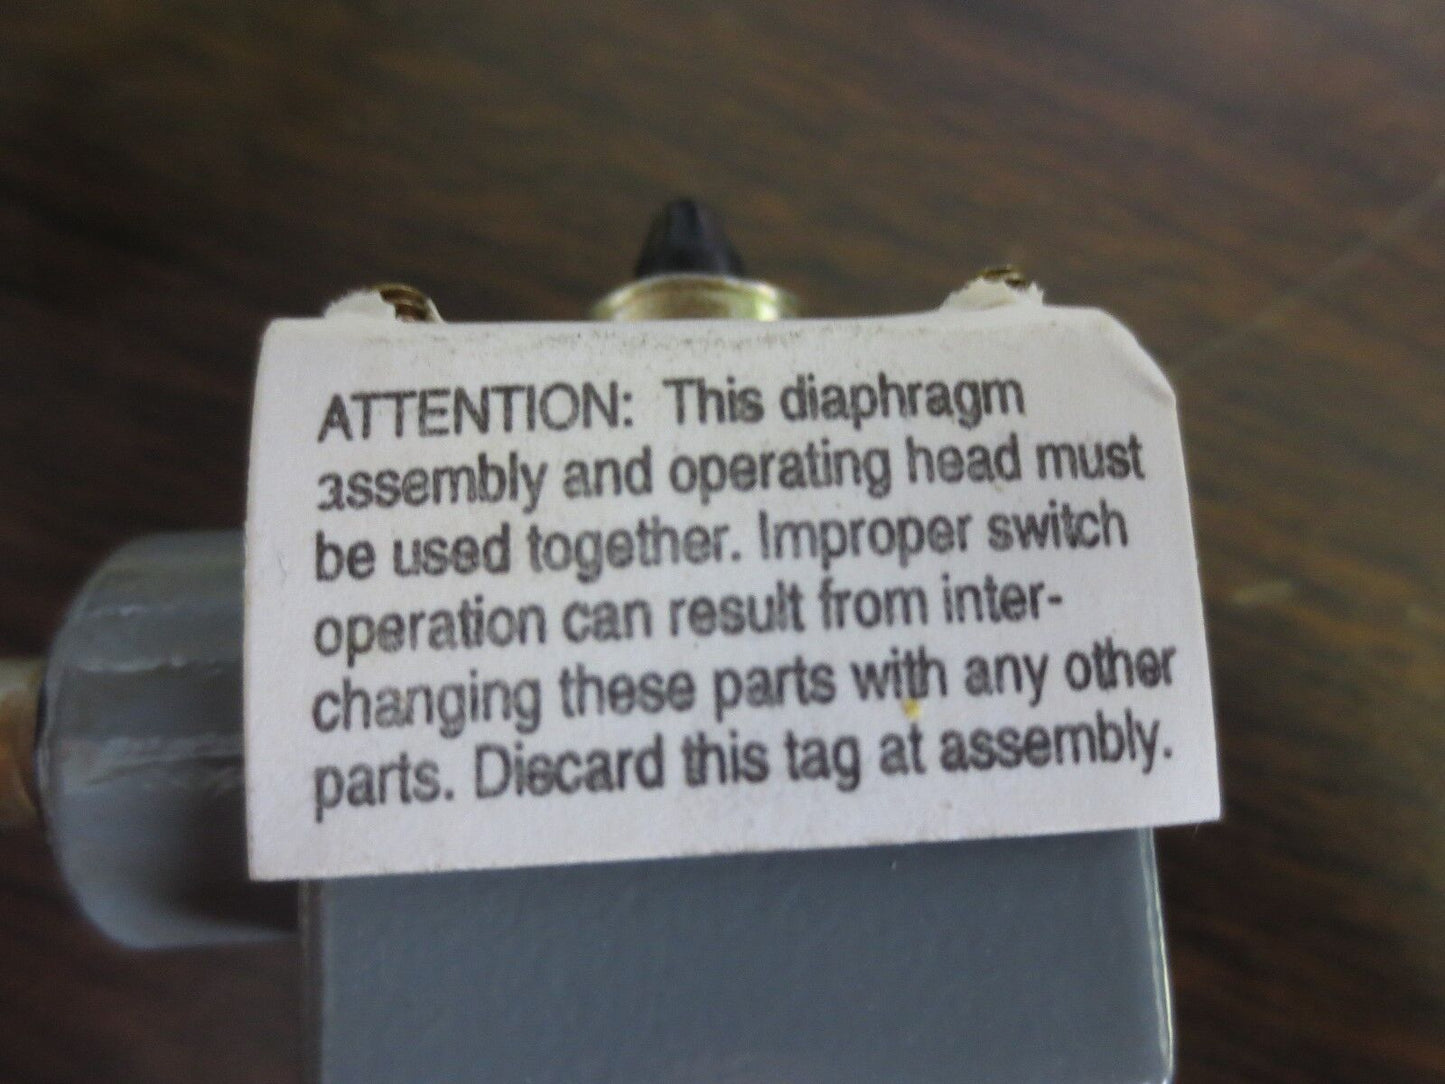 ATTENTION: This diaphragm
assembly and operating head must
be used together. Improper switch
operation can result from inter-
changing these parts with any other
parts. Discard this tag at assembly.